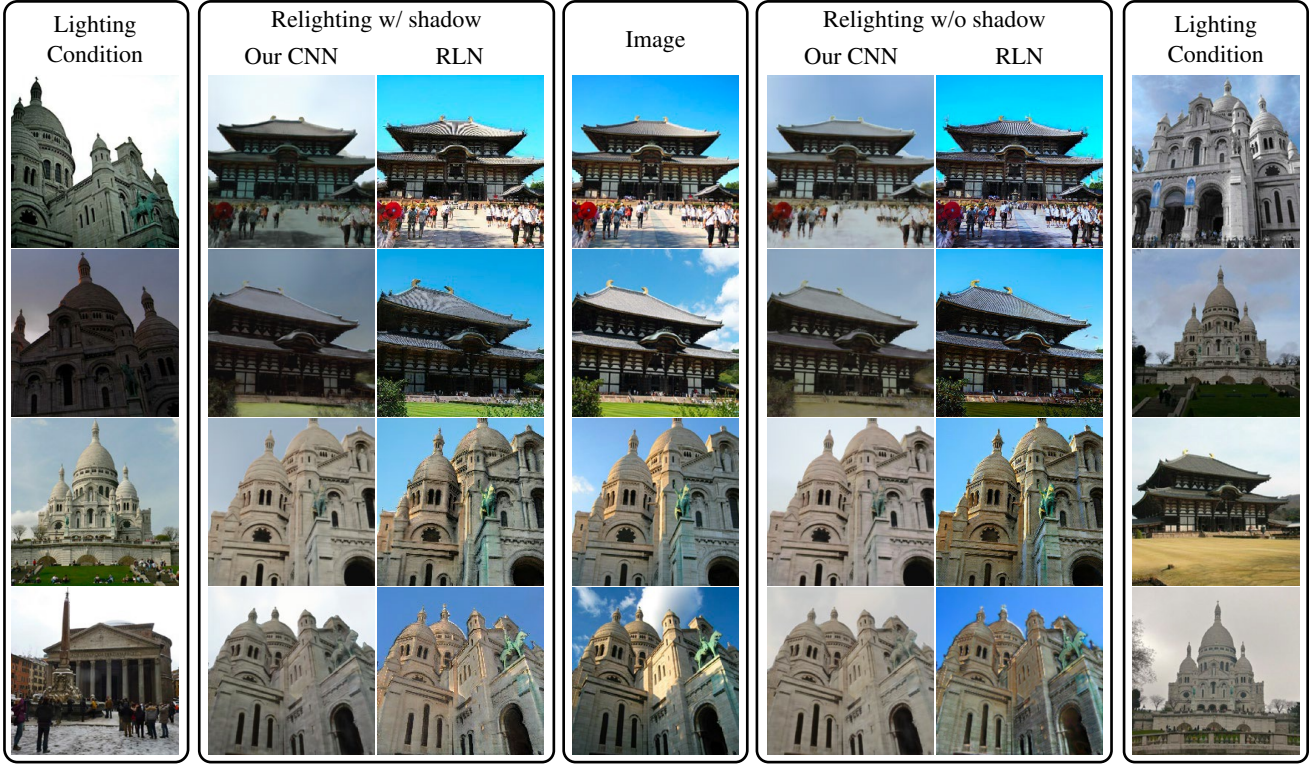 Lighting
Condition
Relighting w/ shadow
Our CNN RLN
Image
Relighting w/o shadow
Our CNN RLN
Lighting
Condition